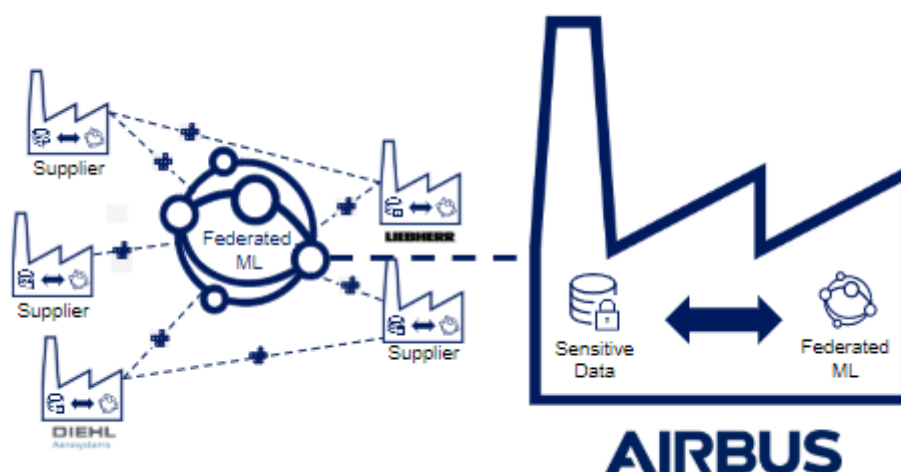 Supplier
Supplier
DIEHL
Aerosystems
Federated
ML
LIEBHERR
Supplier
Sensitive
Data
Federated
ML
AIRBUS